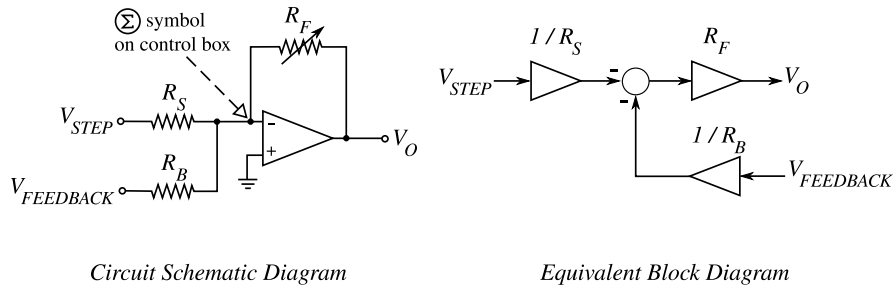 Σ symbol
on control box
R_F
R_S
V_STEP
-
+
V_O
R_B
V_FEEDBACK
Circuit Schematic Diagram
1 / R_S
R_F
V_STEP
-
-
V_O
1 / R_B
V_FEEDBACK
Equivalent Block Diagram